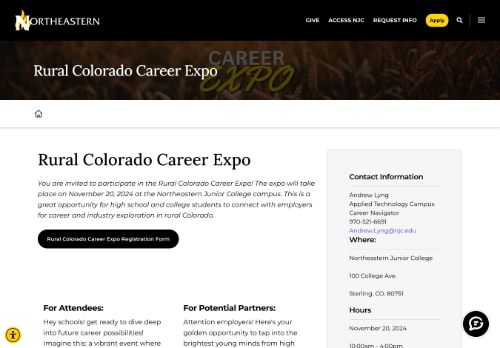 NORTHEASTERN
GIVE ACCESS NJC REQUEST INFO Apply
CAREER
EXPO
Rural Colorado Career Expo
Rural Colorado Career Expo
You are invited to participate in the Rural Colorado Career Expo! The expo will take
place on November 20, 2024 at the Northeastern Junior College campus. This is a
great opportunity for high school and college students to connect with employers
for career and industry exploration in rural Colorado.
Rural Colorado Career Expo Registration Form
For Attendees:
Hey schools! get ready to dive deep
into future career possibilities!
Imagine this: a vibrant event where
For Potential Partners:
Attention employers! Here's your
golden opportunity to tap into the
brightest young minds from high
Contact Information
Andrew Lyng
Applied Technology Campus
Career Navigator
970-521-6691
Andrew.Lyng@njc.edu
Where:
Northeastern Junior College
100 College Ave.
Sterling, CO. 80751
Hours
November 20, 2024
10:00am - 4:00pm